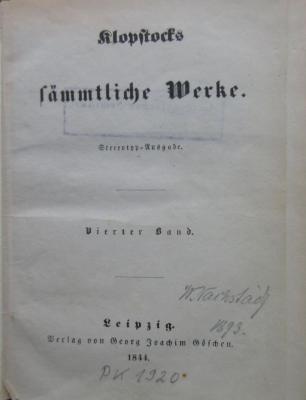 Klopstocks
sämmtliche Werke.
Stereotyp-Ausgabe.
Vierter Band.
1893.
Leipzig.
Verlag von Georg Joachim Göschen.
1844.
PK 1920